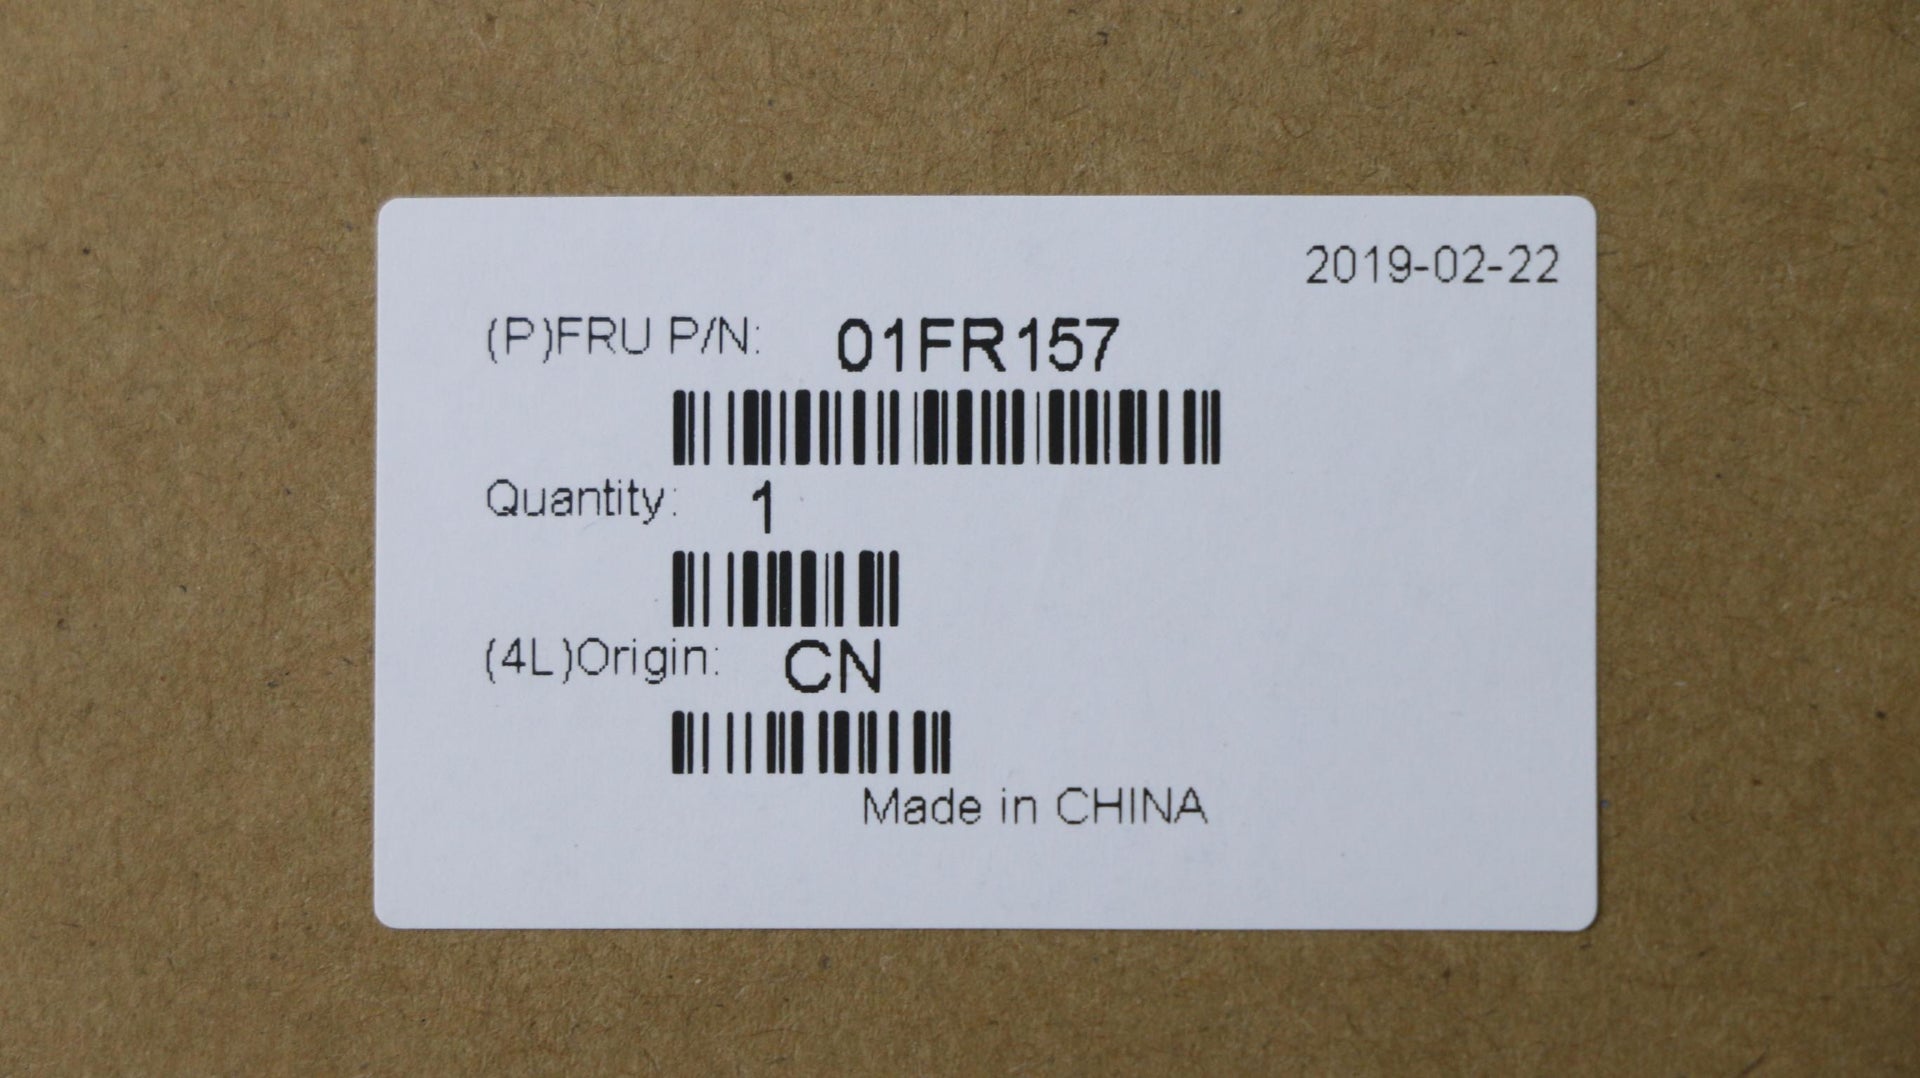 2019-02-22
(P)FRU P/N: 01FR157
Quantity: 1
(4L)Origin: CN
Made in CHINA